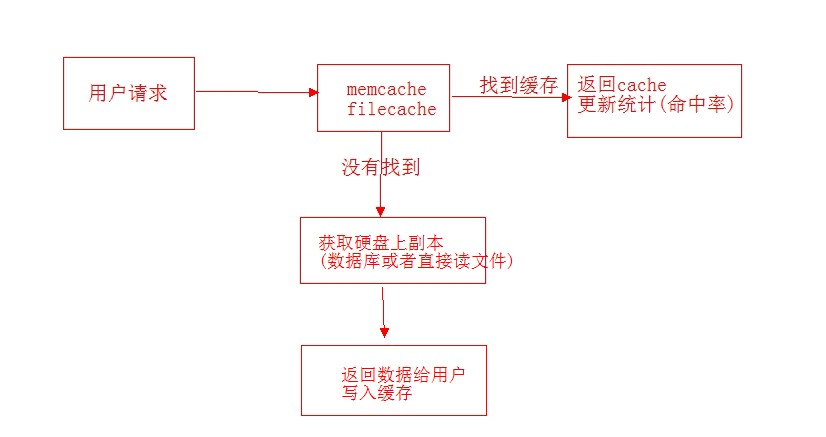 用户请求
memcache
filecache
找到缓存
返回cache
更新统计(命中率)
没有找到
获取硬盘上副本
(数据库或者直接读文件)
返回数据给用户
写入缓存